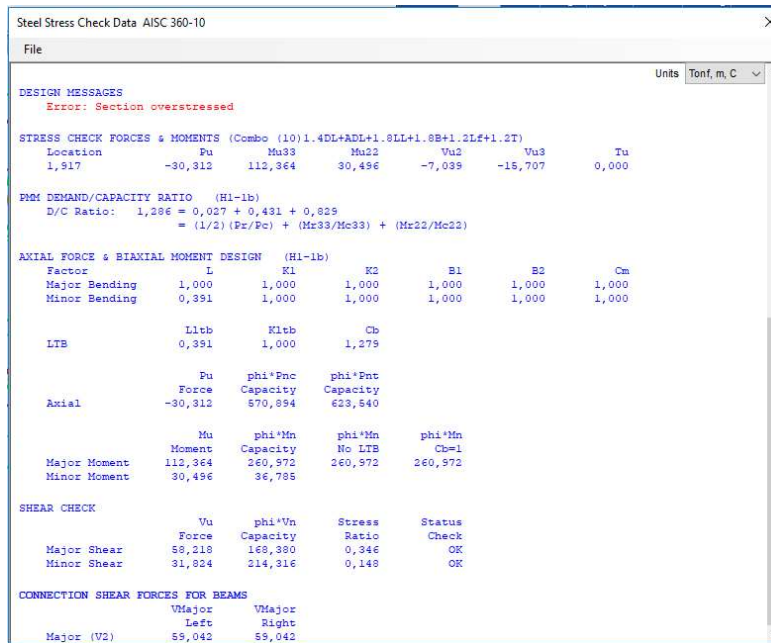 Steel Stress Check Data AISC 360-10
File
Units Tonf, m, C
DESIGN MESSAGES
Error: Section overstressed
STRESS CHECK FORCES & MOMENTS (Combo (10)1.4DL+ADL+1.8LL+1.8B+1.2Lf+1.2T)
Location Pu Mu33 Mu22 Vu2 Vu3 Tu
1,917 -30,312 112,364 30,496 -7,039 -15,707 0,000
PMM DEMAND/CAPACITY RATIO (H1-1b)
D/C Ratio: 1,286 = 0,027 + 0,431 + 0,829
= (1/2)(Pr/Pc) + (Mr33/Mc33) + (Mr22/Mc22)
AXIAL FORCE & BIAXIAL MOMENT DESIGN (H1-1b)
Factor L K1 K2 B1 B2 Cm
Major Bending 1,000 1,000 1,000 1,000 1,000 1,000
Minor Bending 0,391 1,000 1,000 1,000 1,000 1,000
Lltb Kltb Cb
LTB 0,391 1,000 1,279
Pu phi*Pnc phi*Pnt
Force Capacity Capacity
Axial -30,312 570,894 623,540
Mu phi*Mn phi*Mn phi*Mn
Moment Capacity No LTB Cb=1
Major Moment 112,364 260,972 260,972 260,972
Minor Moment 30,496 36,785
SHEAR CHECK
Vu phi*Vn Stress Status
Force Capacity Ratio Check
Major Shear 58,218 168,380 0,346 OK
Minor Shear 31,824 214,316 0,148 OK
CONNECTION SHEAR FORCES FOR BEAMS
VMajor VMajor
Left Right
Major (V2) 59,042 59,042